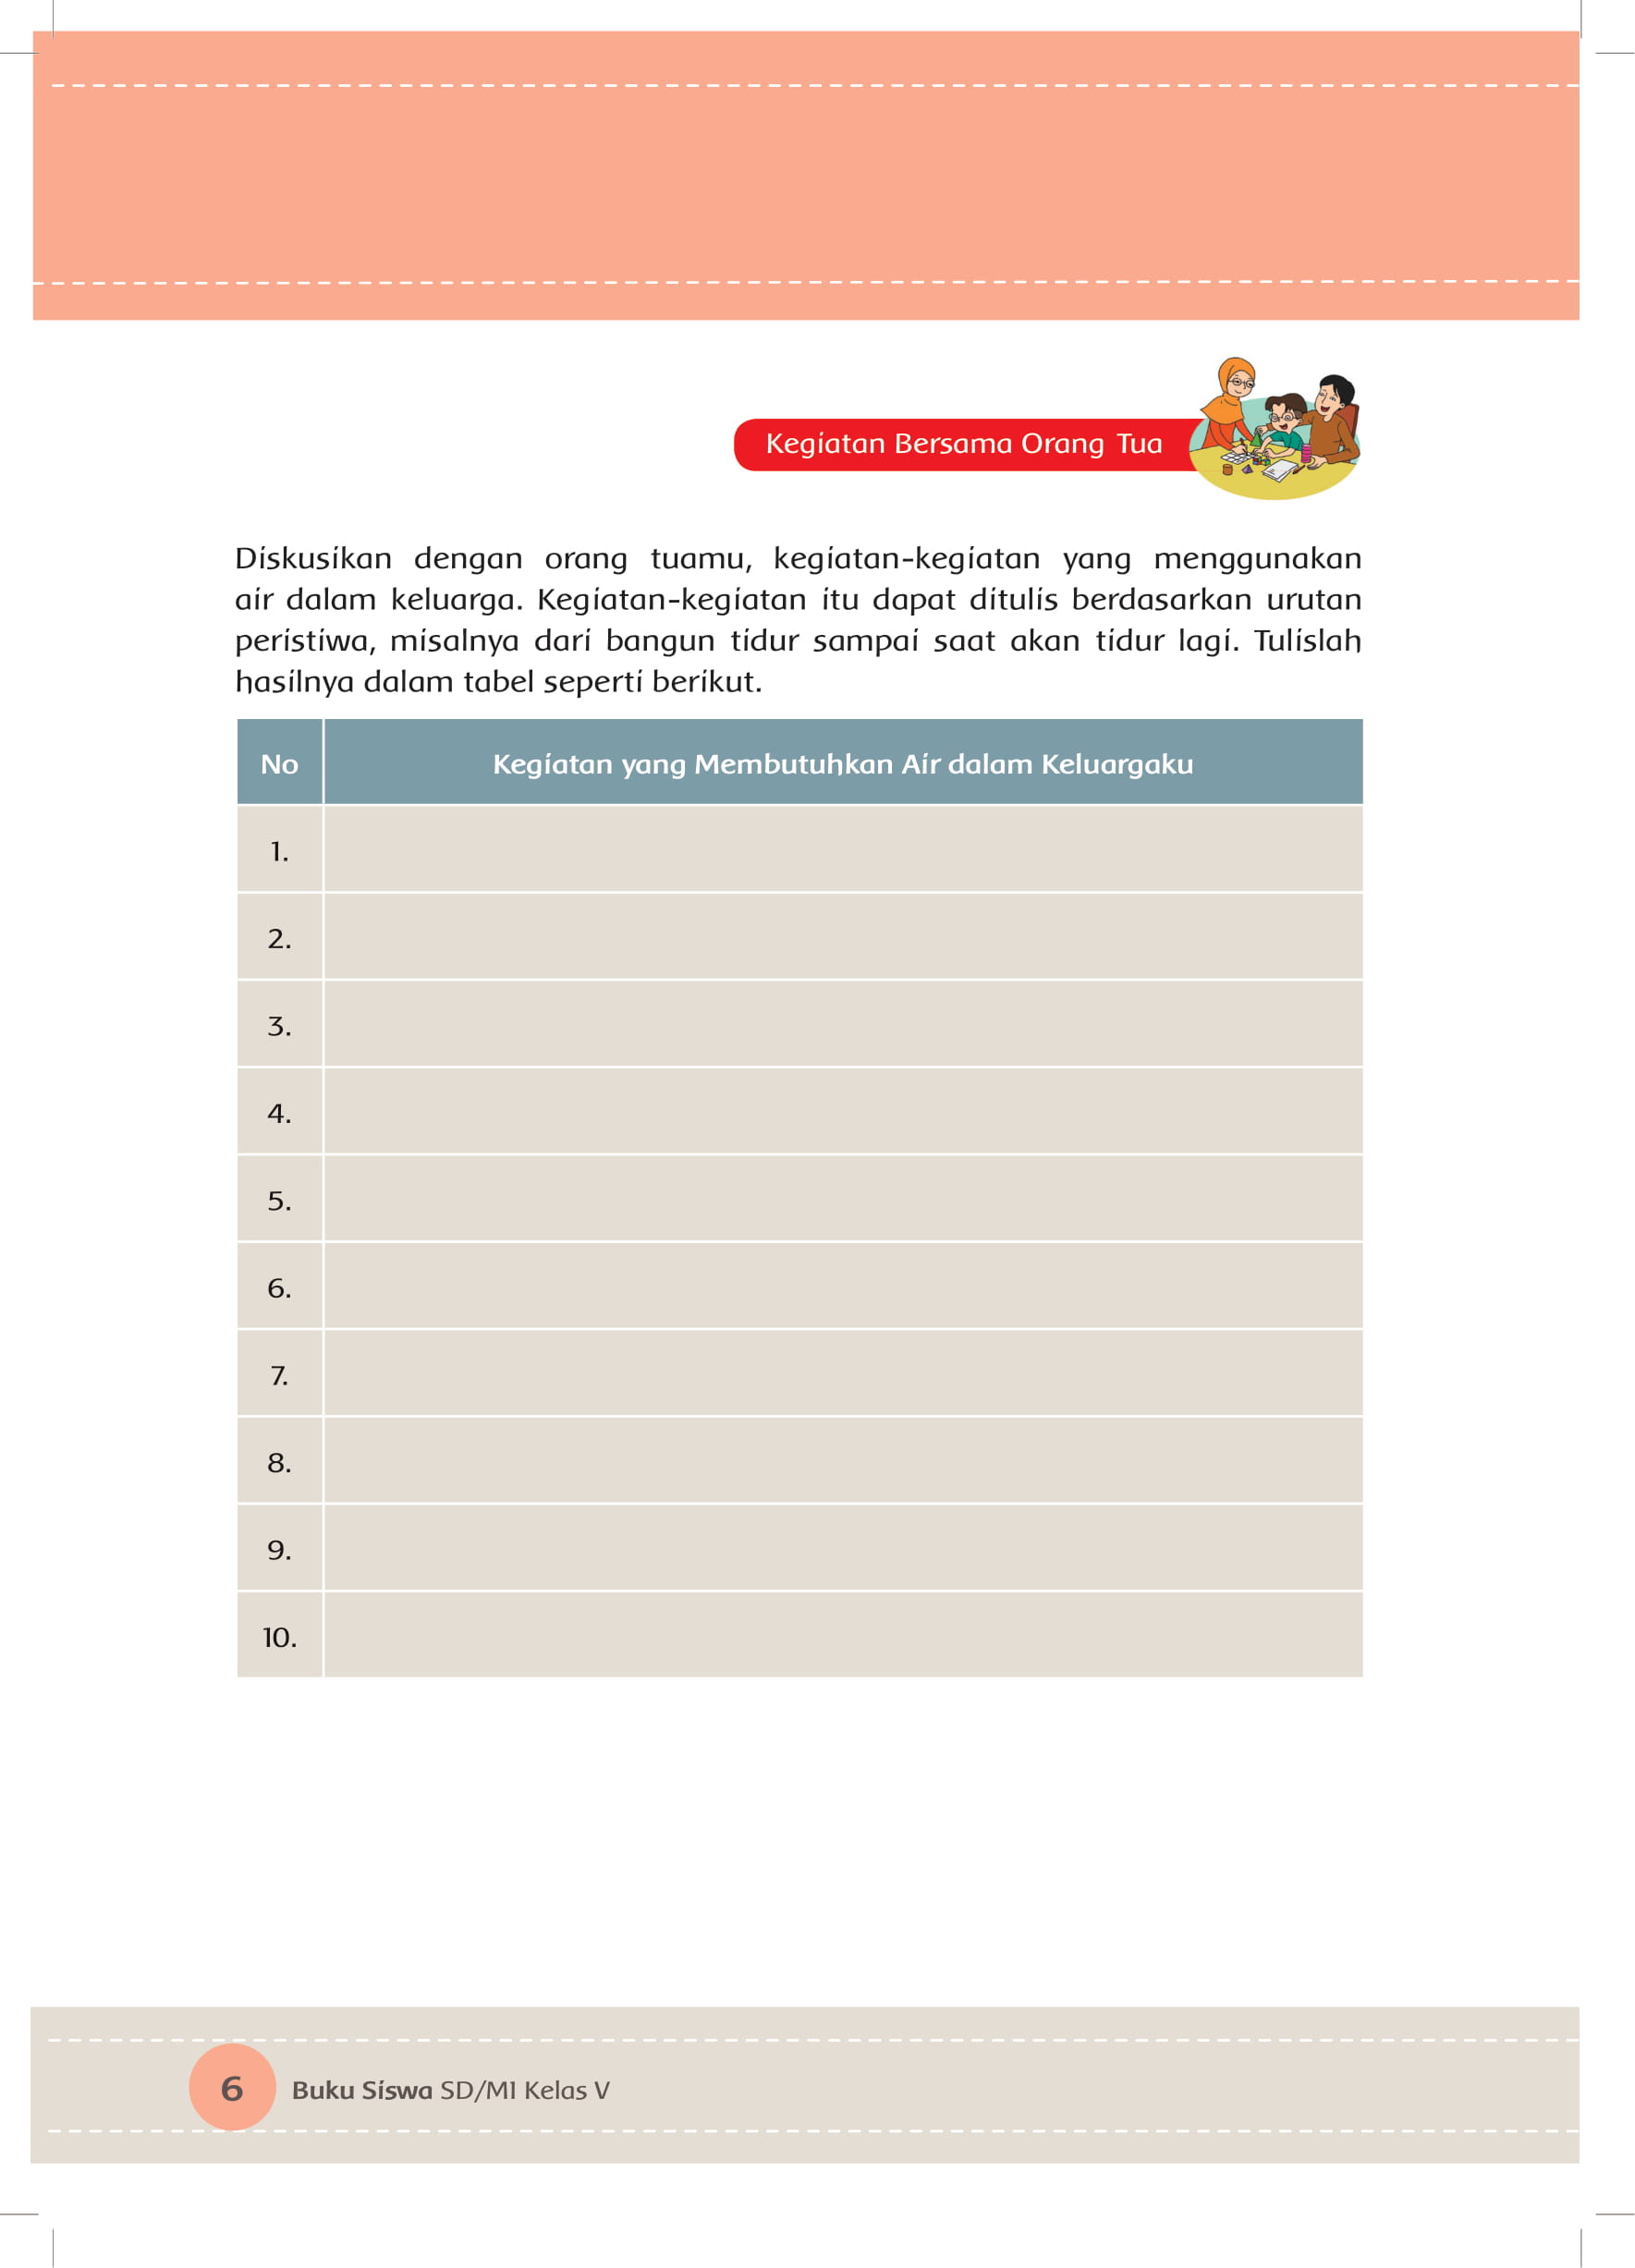 Kegiatan Bersama Orang Tua
Diskusikan dengan orang tuamu, kegiatan-kegiatan yang menggunakan
air dalam keluarga. Kegiatan-kegiatan itu dapat ditulis berdasarkan urutan
peristiwa, misalnya dari bangun tidur sampai saat akan tidur lagi. Tulislah
hasilnya dalam tabel seperti berikut.
No Kegiatan yang Membutuhkan Air dalam Keluargaku
1.
2.
3.
4.
5.
6.
7.
8.
9.
10.
6 Buku Siswa SD/MI Kelas V